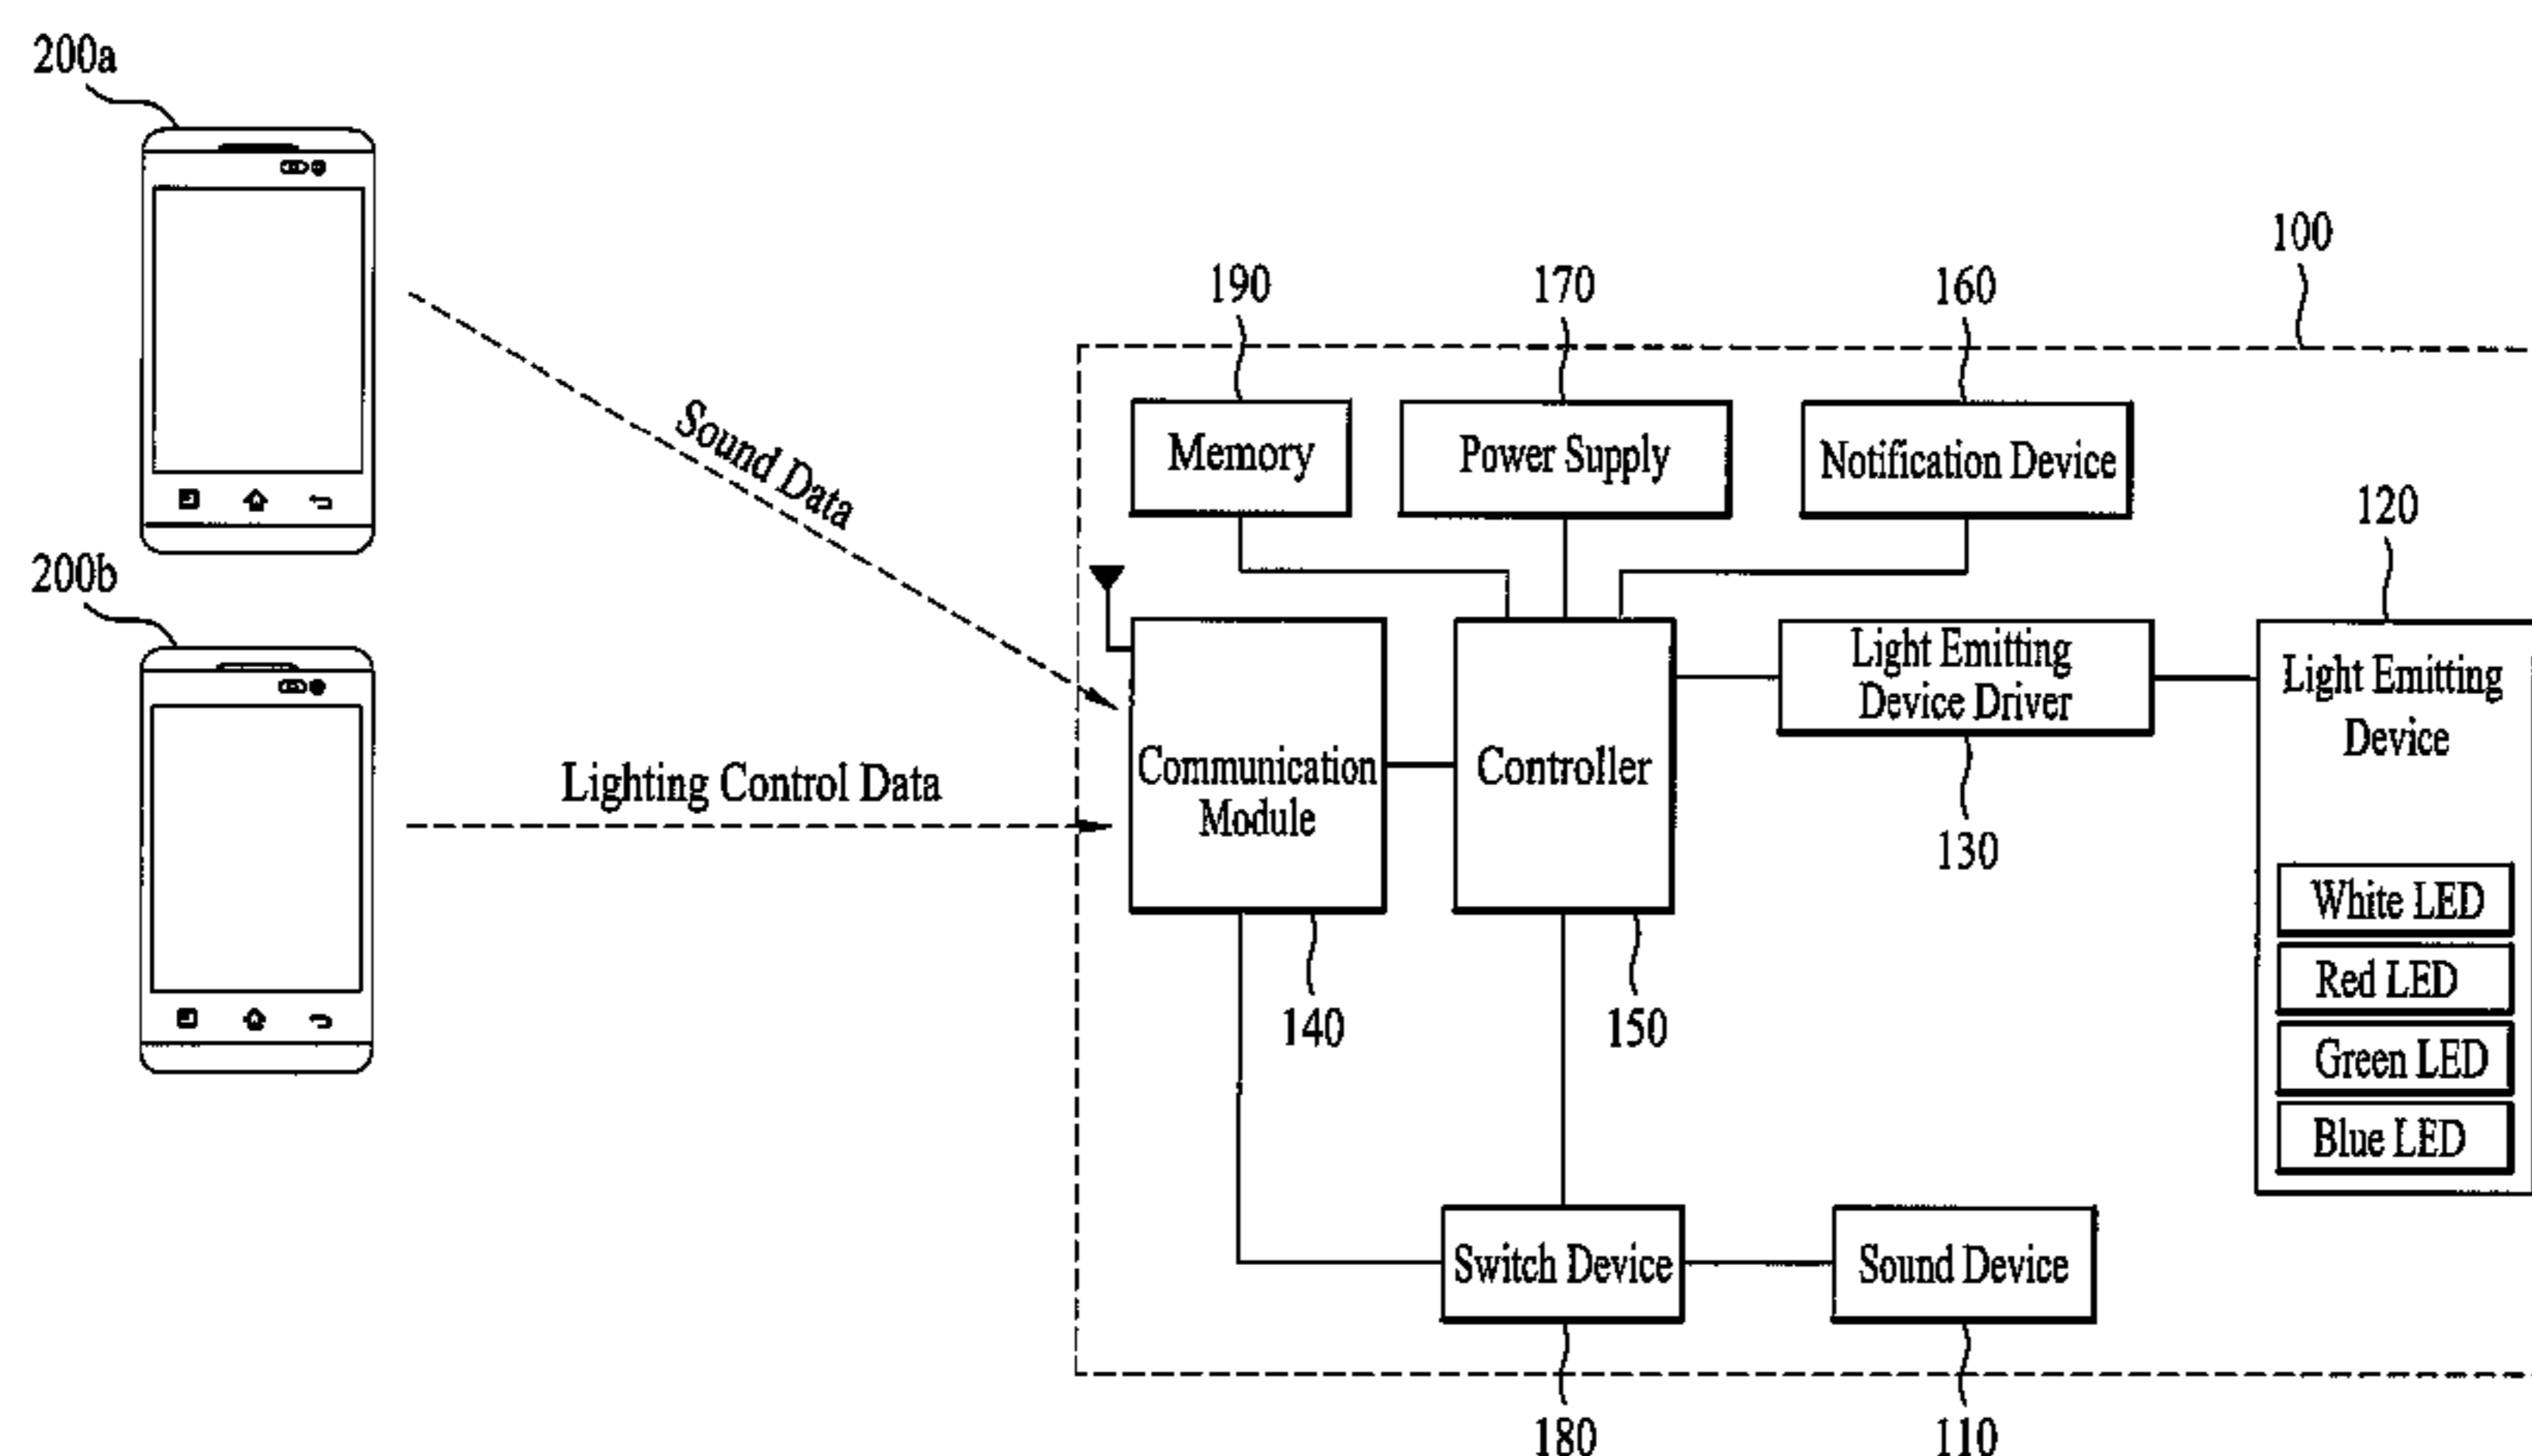 200a
200b
Sound Data
Lighting Control Data
100
190
170
160
Memory
Power Supply
Notification Device
120
Communication
Module
Controller
Light Emitting
Device Driver
Light Emitting
Device
130
140
150
White LED
Red LED
Green LED
Blue LED
Switch Device
Sound Device
180
110